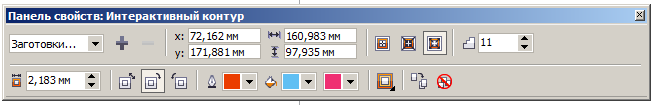 Панель свойств: Интерактивный контур
Заготовки... x: 72,162 мм 160,983 мм 11
y: 171,881 мм 97,935 мм
2,183 мм